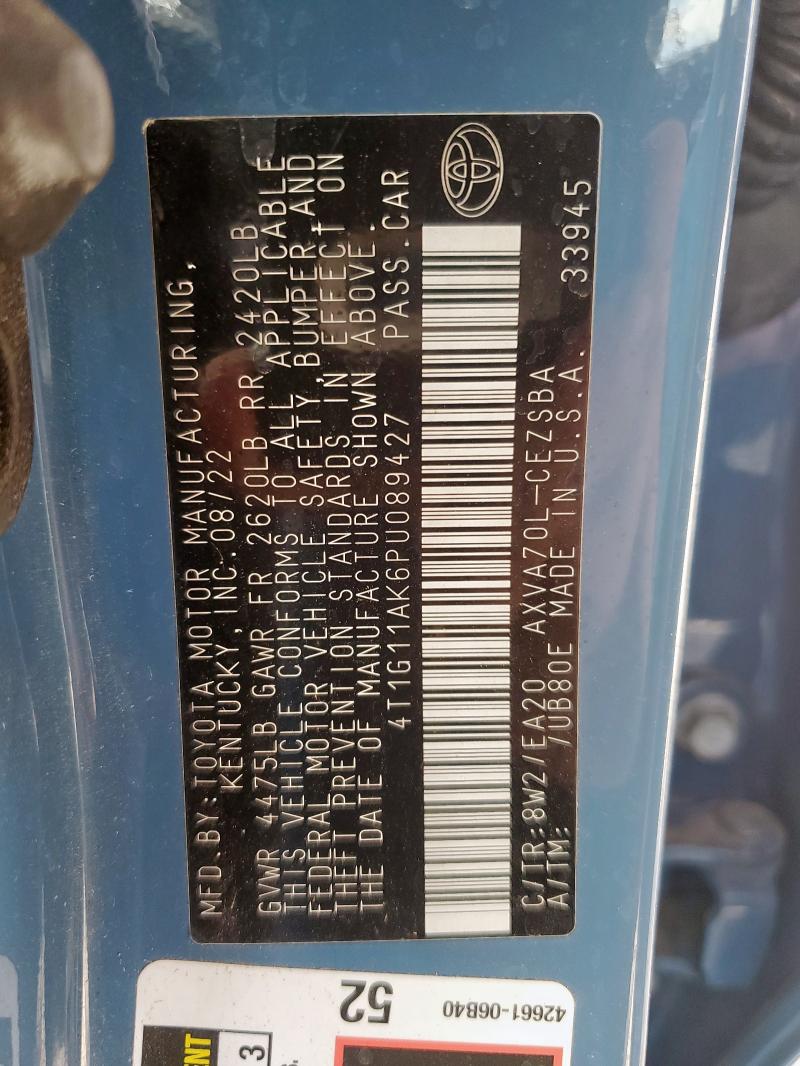 MFD.BY:TOYOTA MOTOR MANUFACTURING,
KENTUCKY, INC. 08/22
GVWR 4475LB GAWR FR 2620LB RR 2420LB
THIS VEHICLE CONFORMS TO ALL APPLICABLE
FEDERAL MOTOR VEHICLE SAFETY, BUMPER AND
THEFT PREVENTION STANDARDS IN EFFECT ON
THE DATE OF MANUFACTURE SHOWN ABOVE.
4T1G11AK6PU089427 PASS.CAR
C/TR:8W2/EA20 AXVA70L-CEZSBA
A/TM: /UB80E MADE IN U.S.A. 33945
52
42661-06B40
3